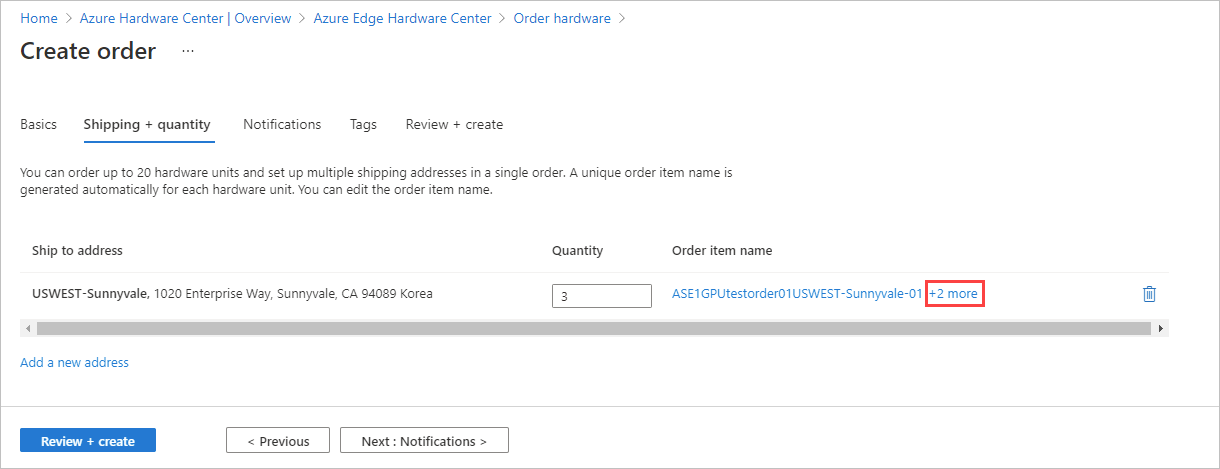 Home > Azure Hardware Center | Overview > Azure Edge Hardware Center > Order hardware >
Create order ...
Basics Shipping + quantity Notifications Tags Review + create
You can order up to 20 hardware units and set up multiple shipping addresses in a single order. A unique order item name is
generated automatically for each hardware unit. You can edit the order item name.
Ship to address Quantity Order item name
USWEST-Sunnyvale, 1020 Enterprise Way, Sunnyvale, CA 94089 Korea 3 ASE1GPUtestorder01USWEST-Sunnyvale-01 +2 more
Add a new address
Review + create < Previous Next : Notifications >